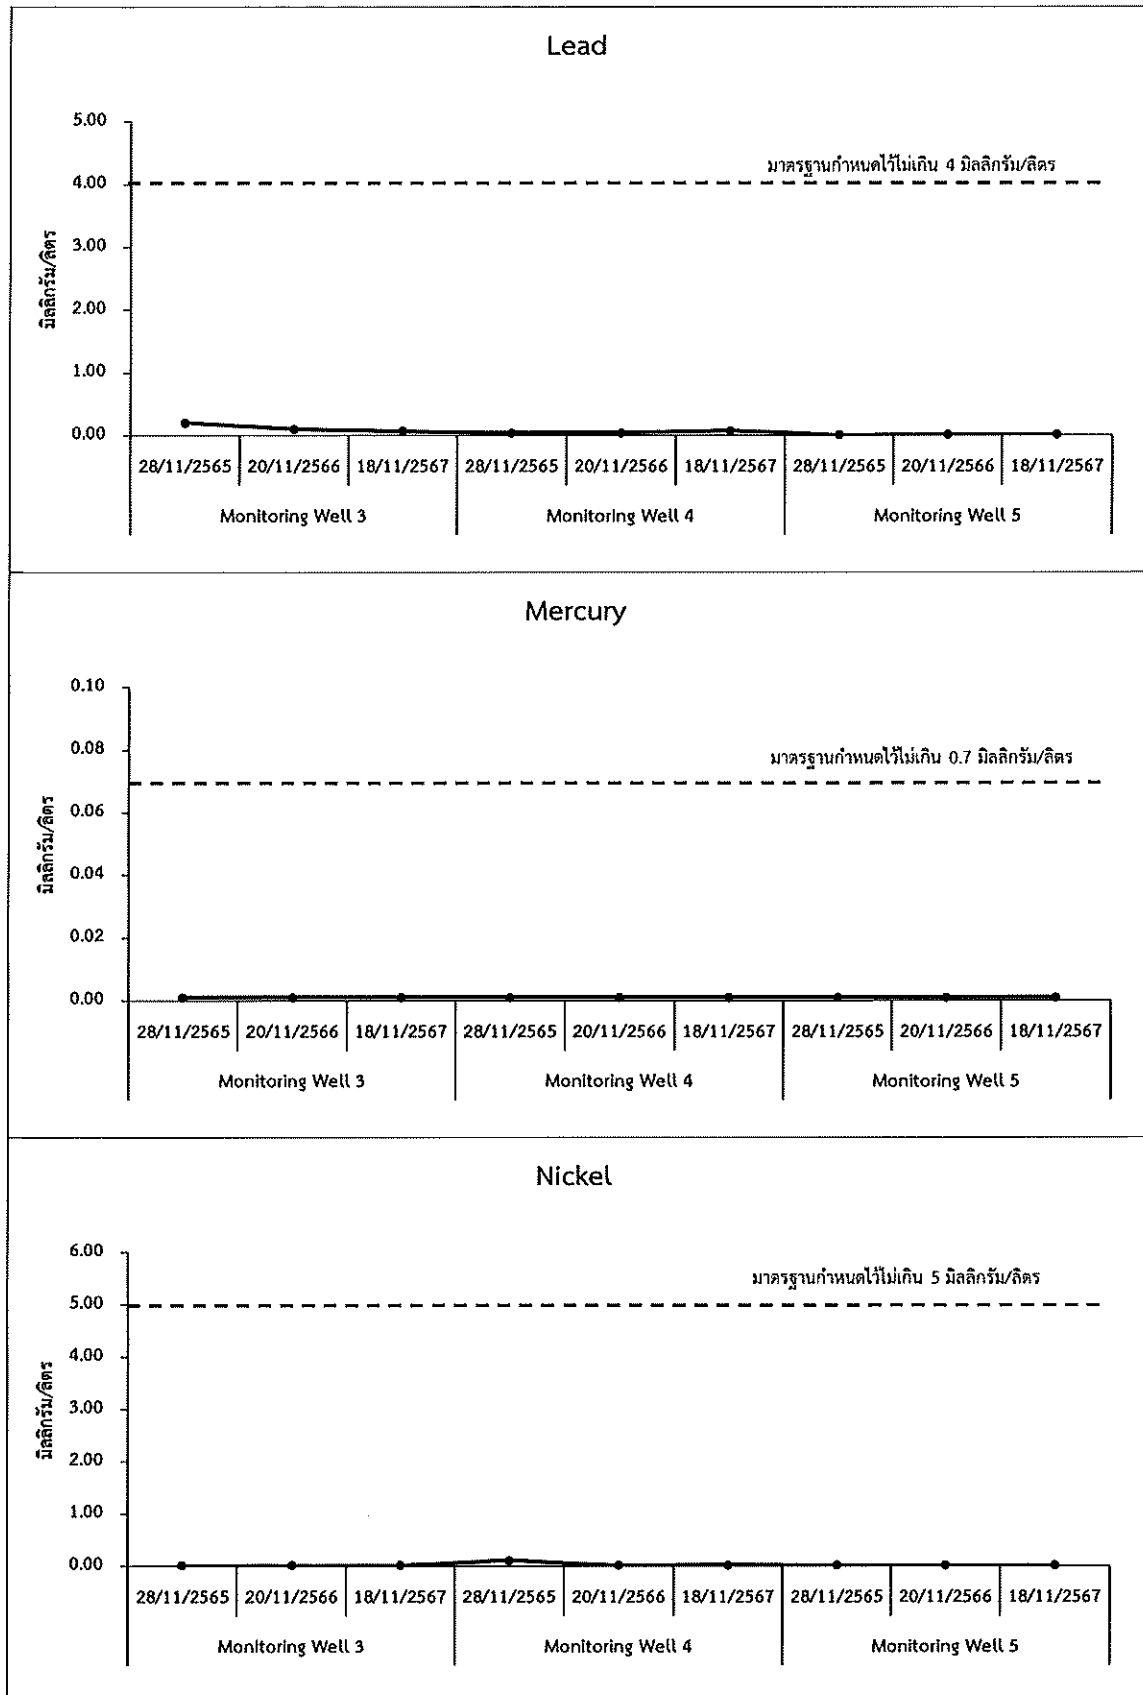 Lead
5.00
มาตรฐานกำหนดไว้ไม่เกิน 4 มิลลิกรัม/ลิตร
4.00
3.00
มิลลิกรัม/ลิตร
2.00
1.00
0.00
28/11/2565 20/11/2566 18/11/2567 28/11/2565 20/11/2566 18/11/2567 28/11/2565 20/11/2566 18/11/2567
Monitoring Well 3 Monitoring Well 4 Monitoring Well 5
Mercury
0.10
0.08
มาตรฐานกำหนดไว้ไม่เกิน 0.7 มิลลิกรัม/ลิตร
0.06
มิลลิกรัม/ลิตร
0.04
0.02
0.00
28/11/2565 20/11/2566 18/11/2567 28/11/2565 20/11/2566 18/11/2567 28/11/2565 20/11/2566 18/11/2567
Monitoring Well 3 Monitoring Well 4 Monitoring Well 5
Nickel
6.00
มาตรฐานกำหนดไว้ไม่เกิน 5 มิลลิกรัม/ลิตร
5.00
4.00
3.00
มิลลิกรัม/ลิตร
2.00
1.00
0.00
28/11/2565 20/11/2566 18/11/2567 28/11/2565 20/11/2566 18/11/2567 28/11/2565 20/11/2566 18/11/2567
Monitoring Well 3 Monitoring Well 4 Monitoring Well 5